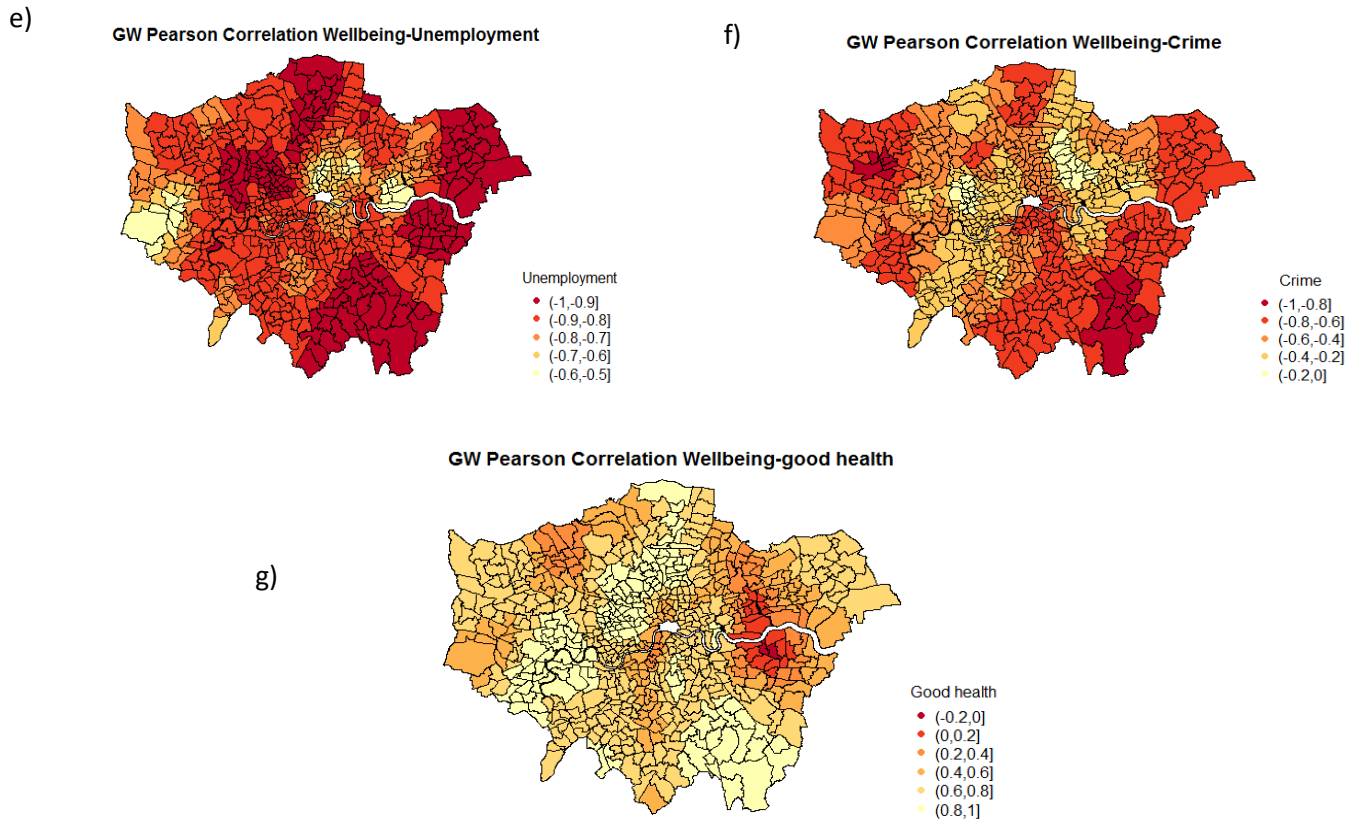 e)
GW Pearson Correlation Wellbeing-Unemployment
Unemployment
(-1,-0.9]
(-0.9,-0.8]
(-0.8,-0.7]
(-0.7,-0.6]
(-0.6,-0.5]
f)
GW Pearson Correlation Wellbeing-Crime
Crime
(-1,-0.8]
(-0.8,-0.6]
(-0.6,-0.4]
(-0.4,-0.2]
(-0.2,0]
g)
GW Pearson Correlation Wellbeing-good health
Good health
(-0.2,0]
(0,0.2]
(0.2,0.4]
(0.4,0.6]
(0.6,0.8]
(0.8,1]